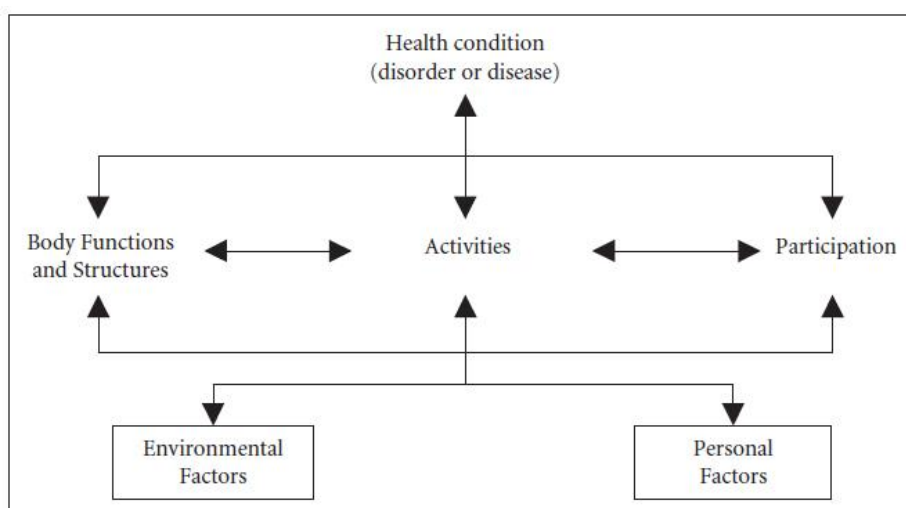 Health condition
(disorder or disease)
Body Functions
and Structures
Activities
Participation
Environmental
Factors
Personal
Factors